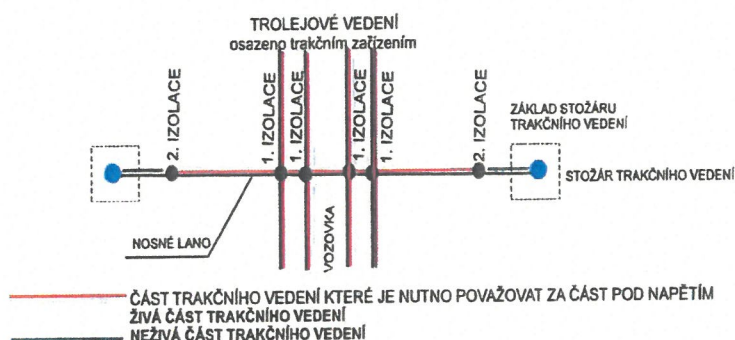 TROLEJOVÉ VEDENÍ
osazeno trakčním zařízením
2. IZOLACE
1. IZOLACE
1. IZOLACE
1. IZOLACE
1. IZOLACE
2. IZOLACE
ZÁKLAD STOŽÁRU
TRAKČNÍHO VEDENÍ
STOŽÁR TRAKČNÍHO VEDENÍ
NOSNÉ LANO
VOZOVKA
ČÁST TRAKČNÍHO VEDENÍ KTERÉ JE NUTNO POVAŽOVAT ZA ČÁST POD NAPĚTÍM
ŽIVÁ ČÁST TRAKČNÍHO VEDENÍ
NEŽIVÁ ČÁST TRAKČNÍHO VEDENÍ